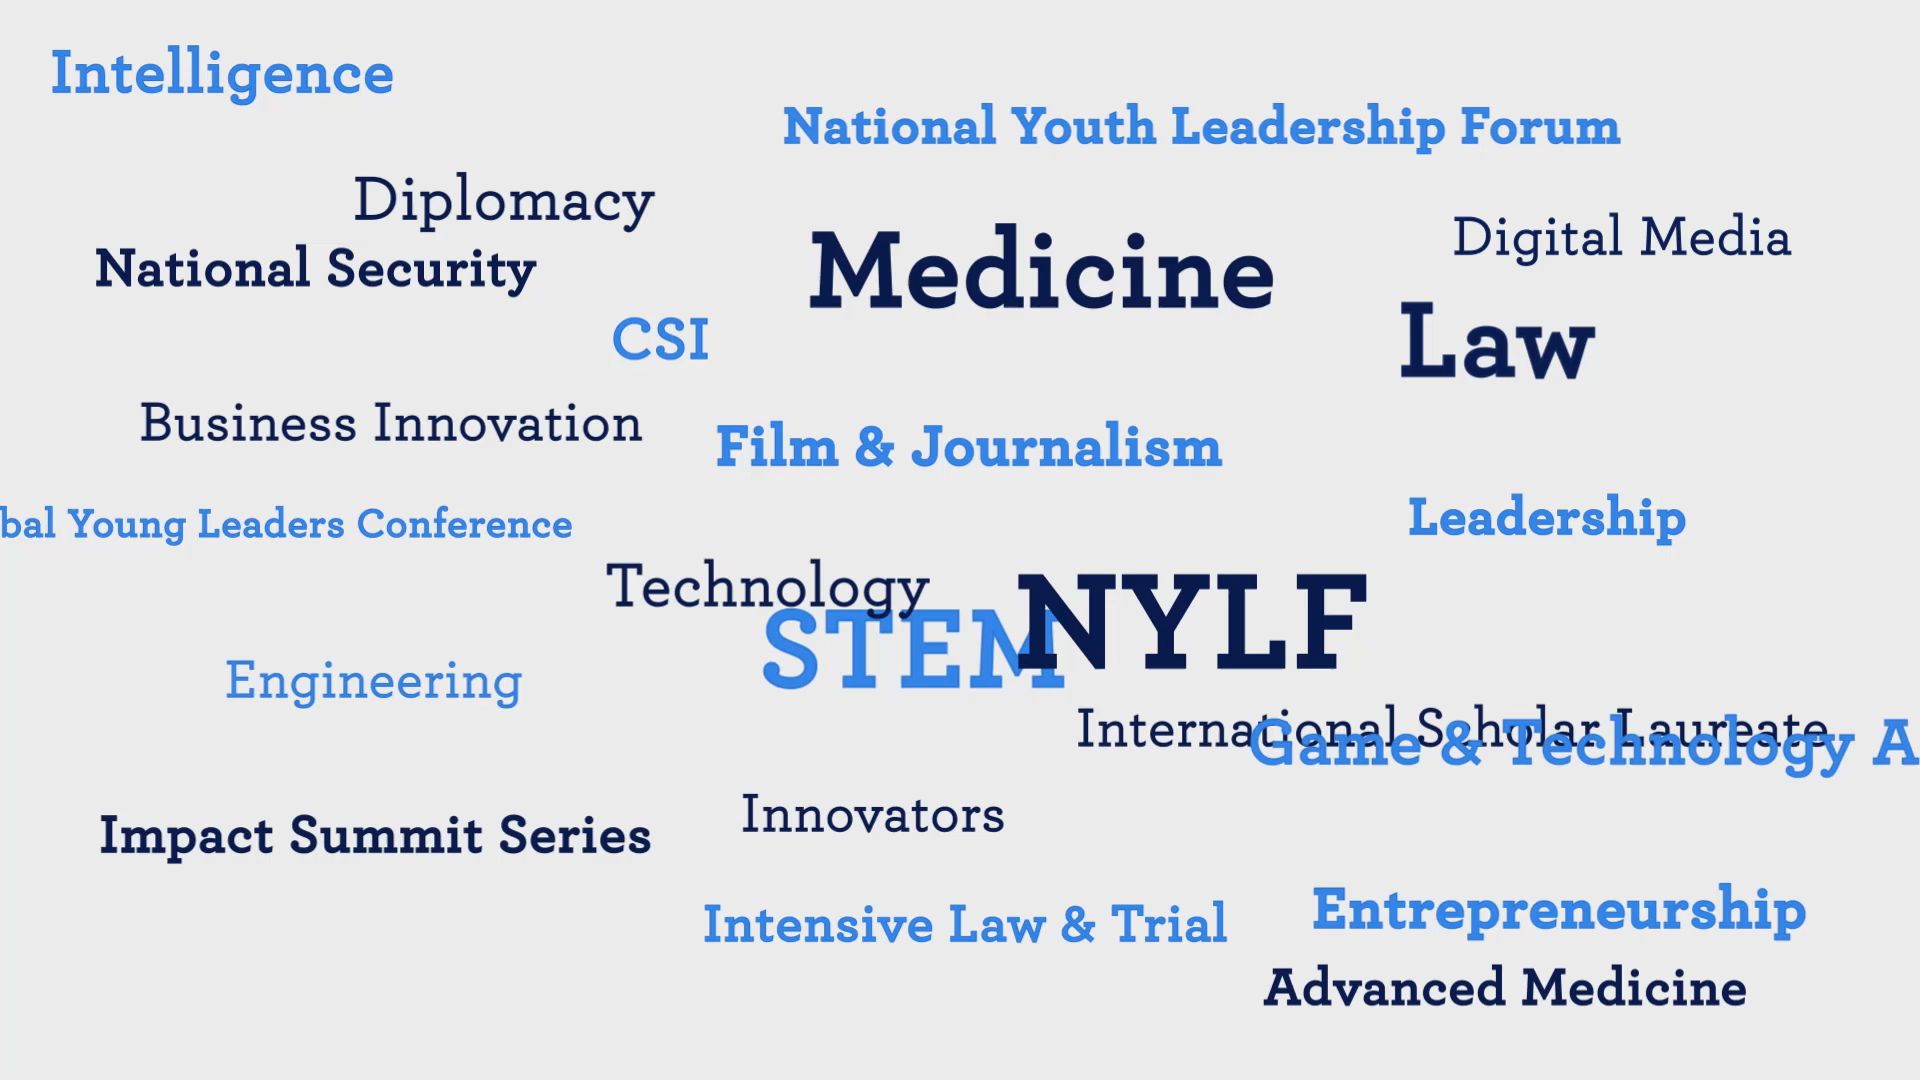 Intelligence
National Youth Leadership Forum
Diplomacy
Digital Media
National Security
Medicine
CSI
Law
Business Innovation
Film & Journalism
bal Young Leaders Conference
Leadership
Technology
NYLF
STEM
Engineering
International Scholar Laureate
Game & Technology A
Innovators
Impact Summit Series
Intensive Law & Trial
Entrepreneurship
Advanced Medicine